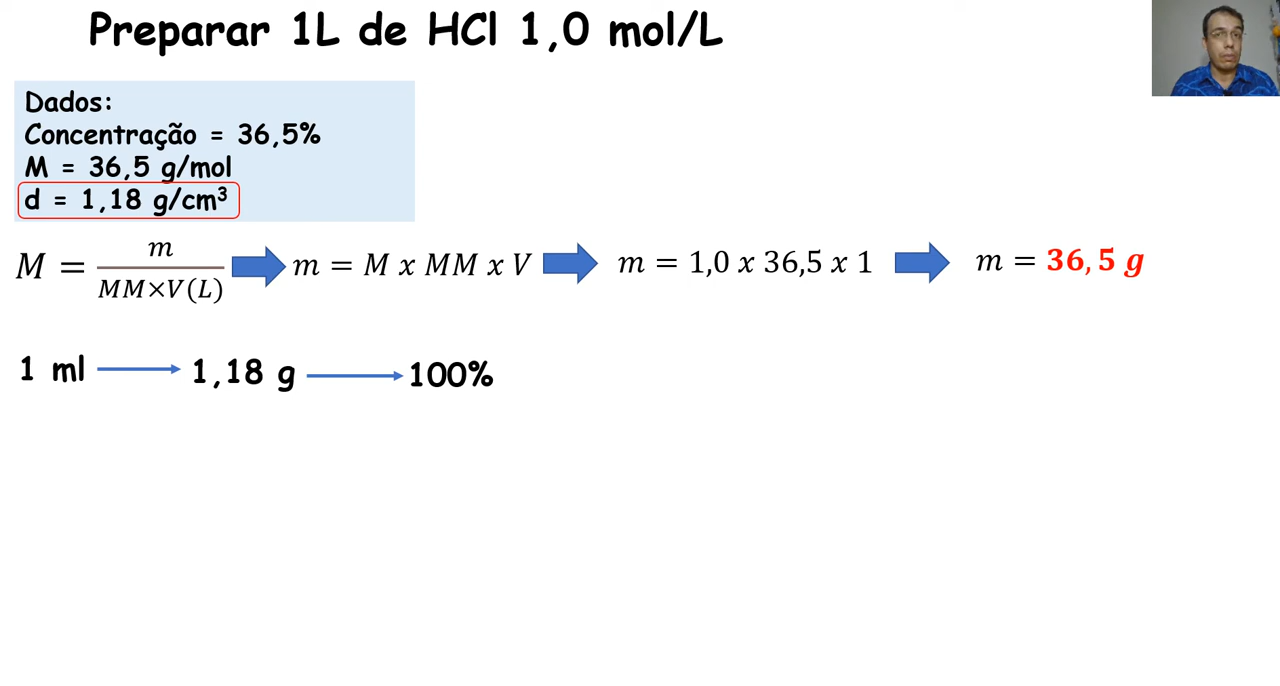 Preparar 1L de HCl 1,0 mol/L
Dados:
Concentração = 36,5%
M = 36,5 g/mol
d = 1,18 g/cm³
M = m / MM×V(L) m = M x MM x V m = 1,0 x 36,5 x 1 m = 36,5 g
1 ml 1,18 g 100%